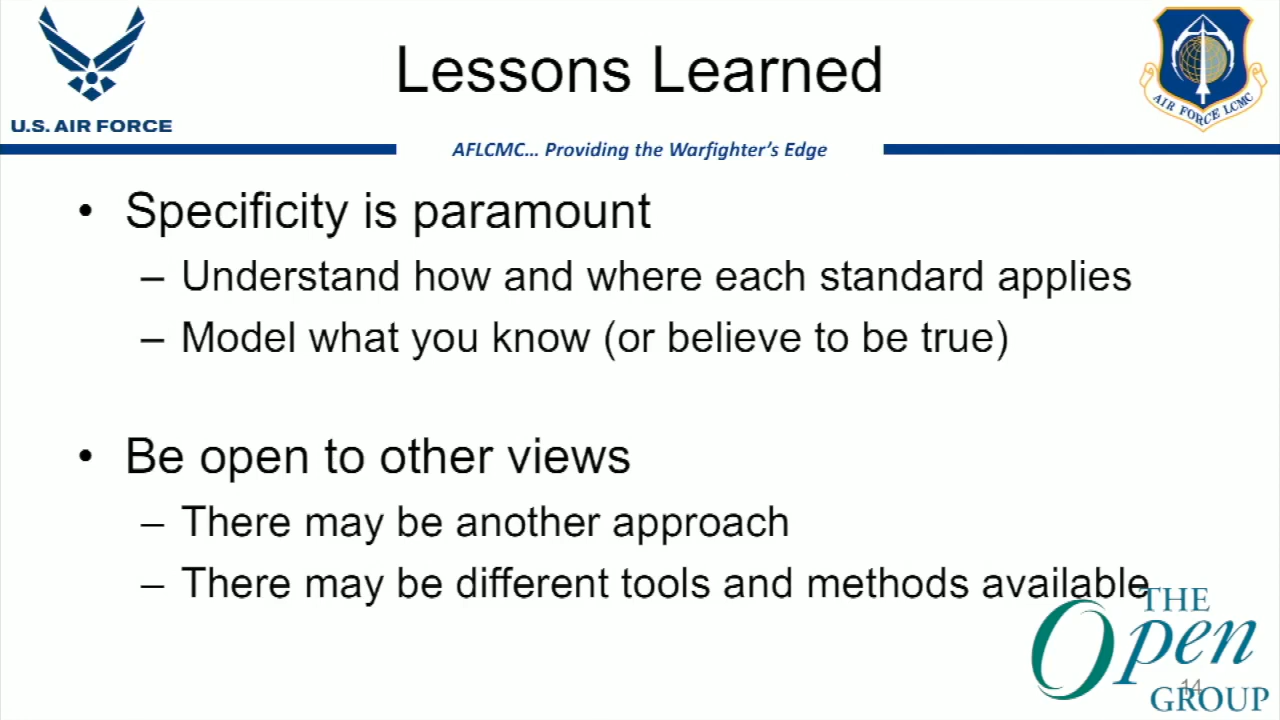 Lessons Learned
U.S. AIR FORCE
AIR FORCE LCMC
AFLCMC... Providing the Warfighter's Edge
• Specificity is paramount
– Understand how and where each standard applies
– Model what you know (or believe to be true)
• Be open to other views
– There may be another approach
– There may be different tools and methods available
THE
Open
GROUP
14